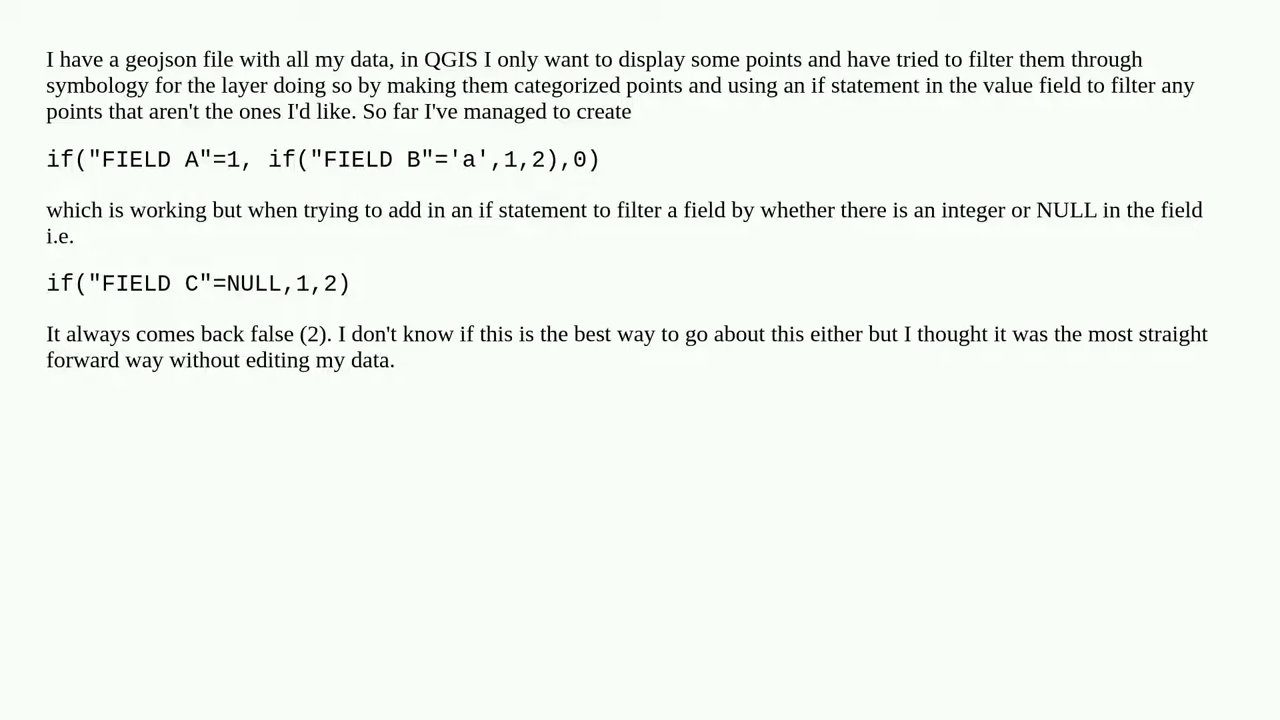 I have a geojson file with all my data, in QGIS I only want to display some points and have tried to filter them through
symbology for the layer doing so by making them categorized points and using an if statement in the value field to filter any
points that aren't the ones I'd like. So far I've managed to create
if("FIELD A"=1, if("FIELD B"='a',1,2),0)
which is working but when trying to add in an if statement to filter a field by whether there is an integer or NULL in the field
i.e.
if("FIELD C"=NULL,1,2)
It always comes back false (2). I don't know if this is the best way to go about this either but I thought it was the most straight
forward way without editing my data.